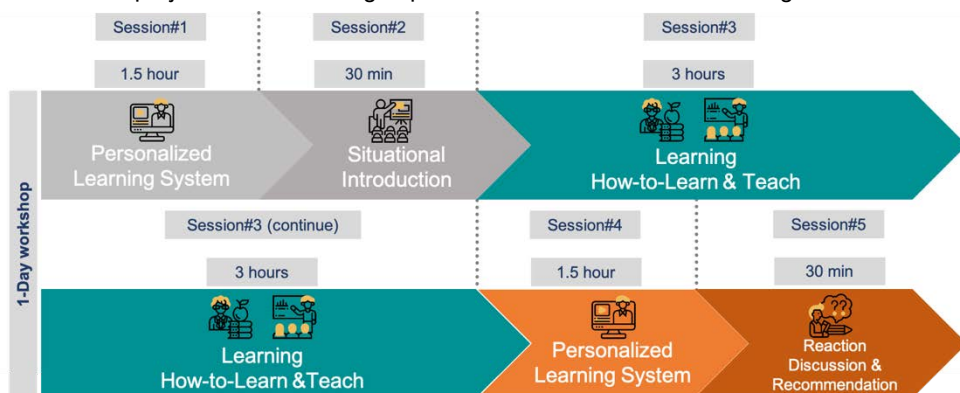 Session#1
Session#2
Session#3
1.5 hour
30 min
3 hours
1-Day workshop
Personalized
Learning System
Situational
Introduction
Learning
How-to-Learn & Teach
Session#3 (continue)
Session#4
Session#5
3 hours
1.5 hour
30 min
Learning
How-to-Learn &Teach
Personalized
Learning System
Reaction
Discussion &
Recommendation